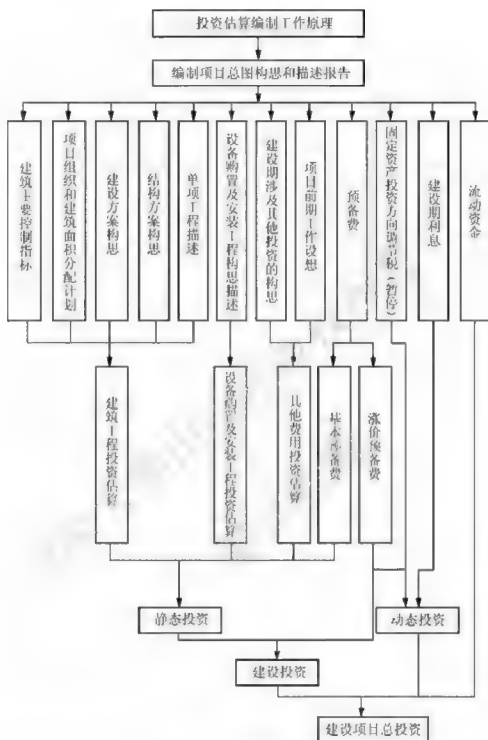 投资估算编制工作原理
编制项目总图构思和描述报告
建筑主要控制指标
项目组织和建筑面积分配计划
建设方案构思
结构方案构思
单项工程描述
设备购置及安装工程构思描述
建设期涉及其他投资的构思
项目前期工作设想
预备费
固定资产投资方向调节税（暂停）
建设期利息
流动资金
建筑工程投资估算
设备购置及安装工程投资估算
其他费用投资估算
基本预备费
涨价预备费
静态投资
动态投资
建设投资
建设项目总投资